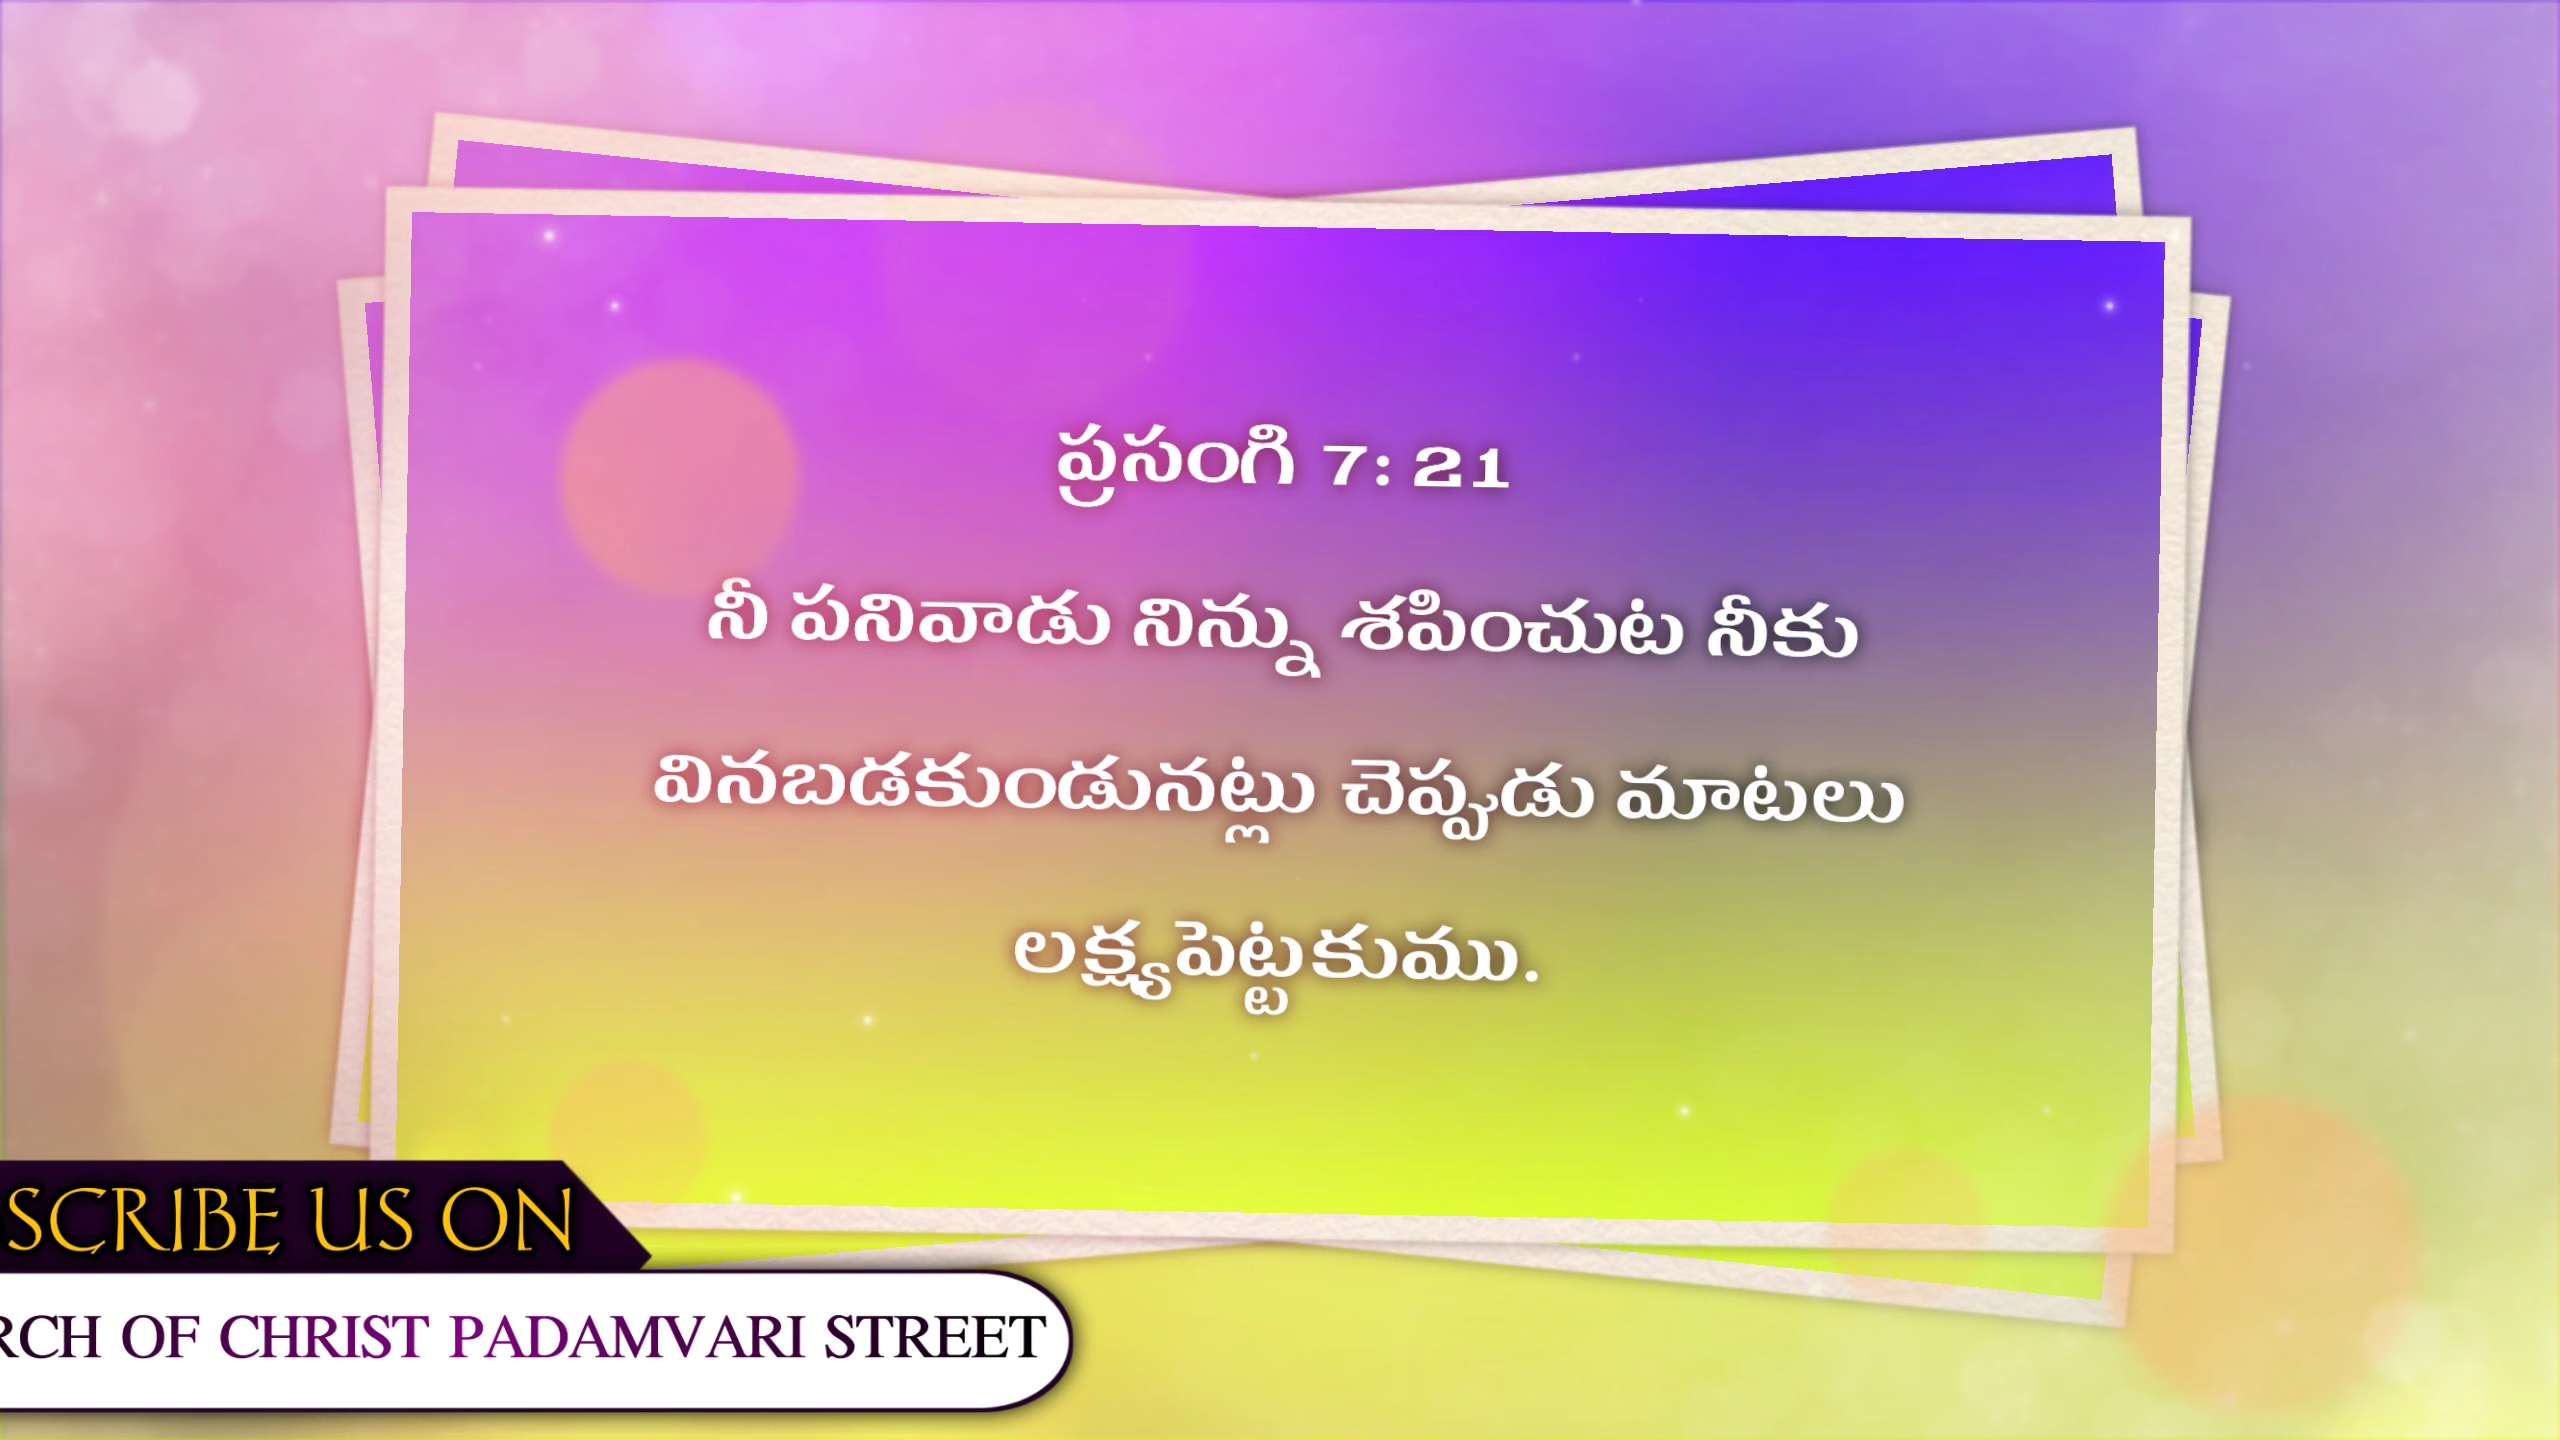 ప్రసంగి 7: 21
నీ పనివాడు నిన్ను శపించుట నీకు
వినబడకుండునట్లు చెప్పుడు మాటలు
లక్ష్యపెట్టకుము.
SCRIBE US ON
RCH OF CHRIST PADAMVARI STREET